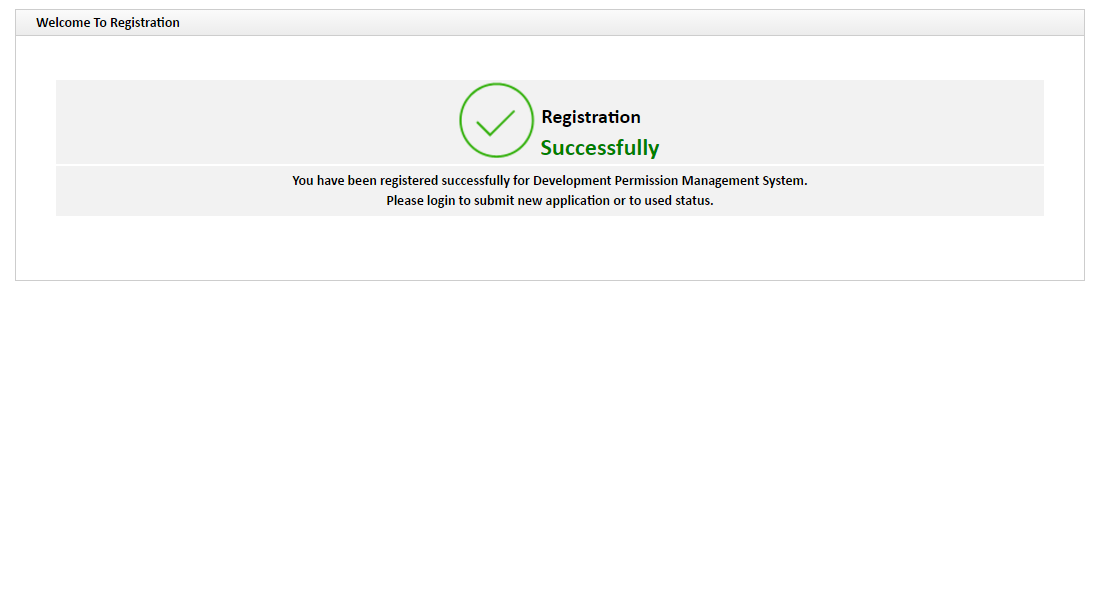 Welcome To Registration
Registration
Successfully
You have been registered successfully for Development Permission Management System.
Please login to submit new application or to used status.